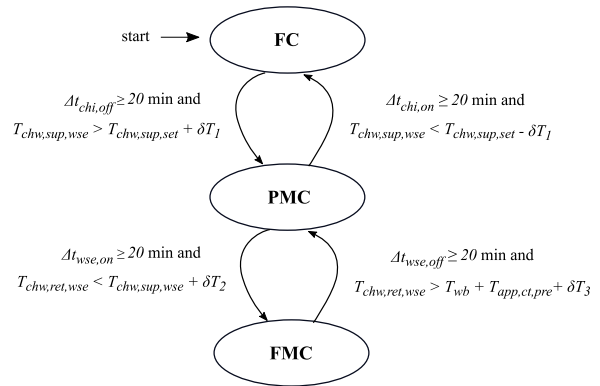 start
FC
Δt_chi,off ≥ 20 min and
T_chw,sup,wse > T_chw,sup,set + δT_1
Δt_chi,on ≥ 20 min and
T_chw,sup,wse < T_chw,sup,set - δT_1
PMC
Δt_wse,on ≥ 20 min and
T_chw,ret,wse < T_chw,sup,wse + δT_2
Δt_wse,off ≥ 20 min and
T_chw,ret,wse > T_wb + T_app,ct,pre + δT_3
FMC